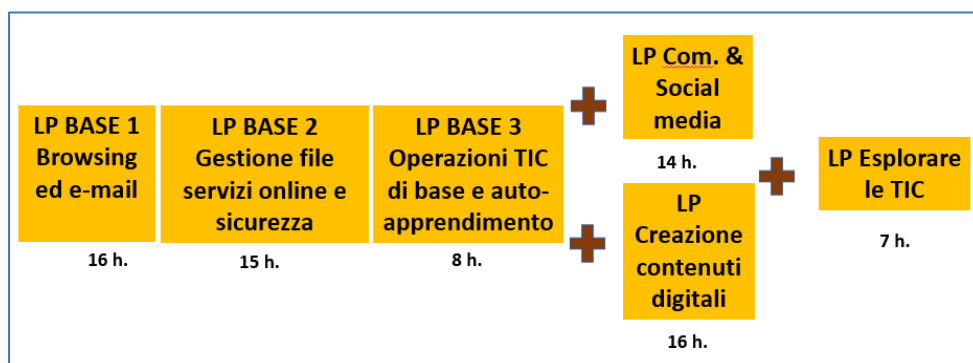 LP BASE 1
Browsing
ed e-mail
16 h.
LP BASE 2
Gestione file
servizi online e
sicurezza
15 h.
LP BASE 3
Operazioni TIC
di base e auto-
apprendimento
8 h.
LP Com. &
Social
media
14 h.
LP
Creazione
contenuti
digitali
16 h.
LP Esplorare
le TIC
7 h.